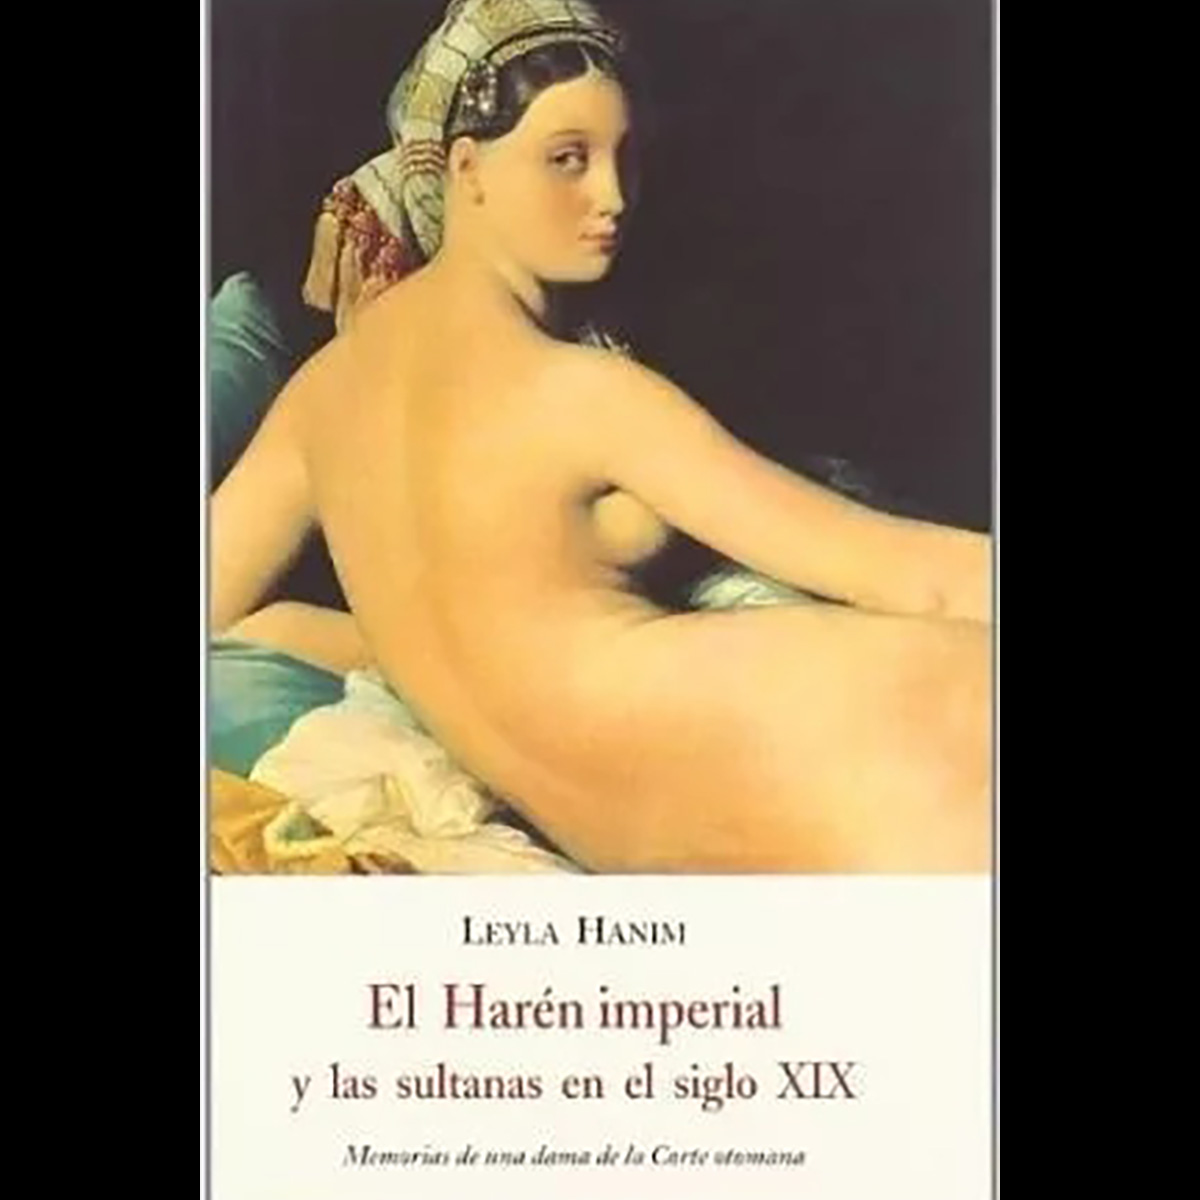 LEYLA HANIM
El Harén imperial
y las sultanas en el siglo XIX
Memorias de una dama de la Corte otomana